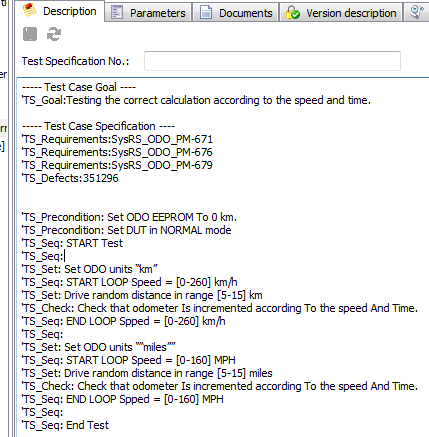 Description
Parameters
Documents
Version description
Test Specification No.:
----- Test Case Goal ----
'TS_Goal:Testing the correct calculation according to the speed and time.
----- Test Case Specification ----
'TS_Requirements:SysRS_ODO_PM-671
'TS_Requirements:SysRS_ODO_PM-676
'TS_Requirements:SysRS_ODO_PM-679
'TS_Defects:351296
'TS_Precondition: Set ODO EEPROM To 0 km.
'TS_Precondition: Set DUT in NORMAL mode
'TS_Seq: START Test
'TS_Seq:
'TS_Set: Set ODO units “km”
'TS_Seq: START LOOP Speed = [0-260] km/h
'TS_Set: Drive random distance in range [5-15] km
'TS_Check: Check that odometer Is incremented according To the speed And Time.
'TS_Seq: END LOOP Spped = [0-260] km/h
'TS_Seq:
'TS_Set: Set ODO units “"miles"”
'TS_Seq: START LOOP Speed = [0-160] MPH
'TS_Set: Drive random distance in range [5-15] miles
'TS_Check: Check that odometer Is incremented according To the speed And Time.
'TS_Seq: END LOOP Speed = [0-160] MPH
'TS_Seq:
'TS_Seq: End Test